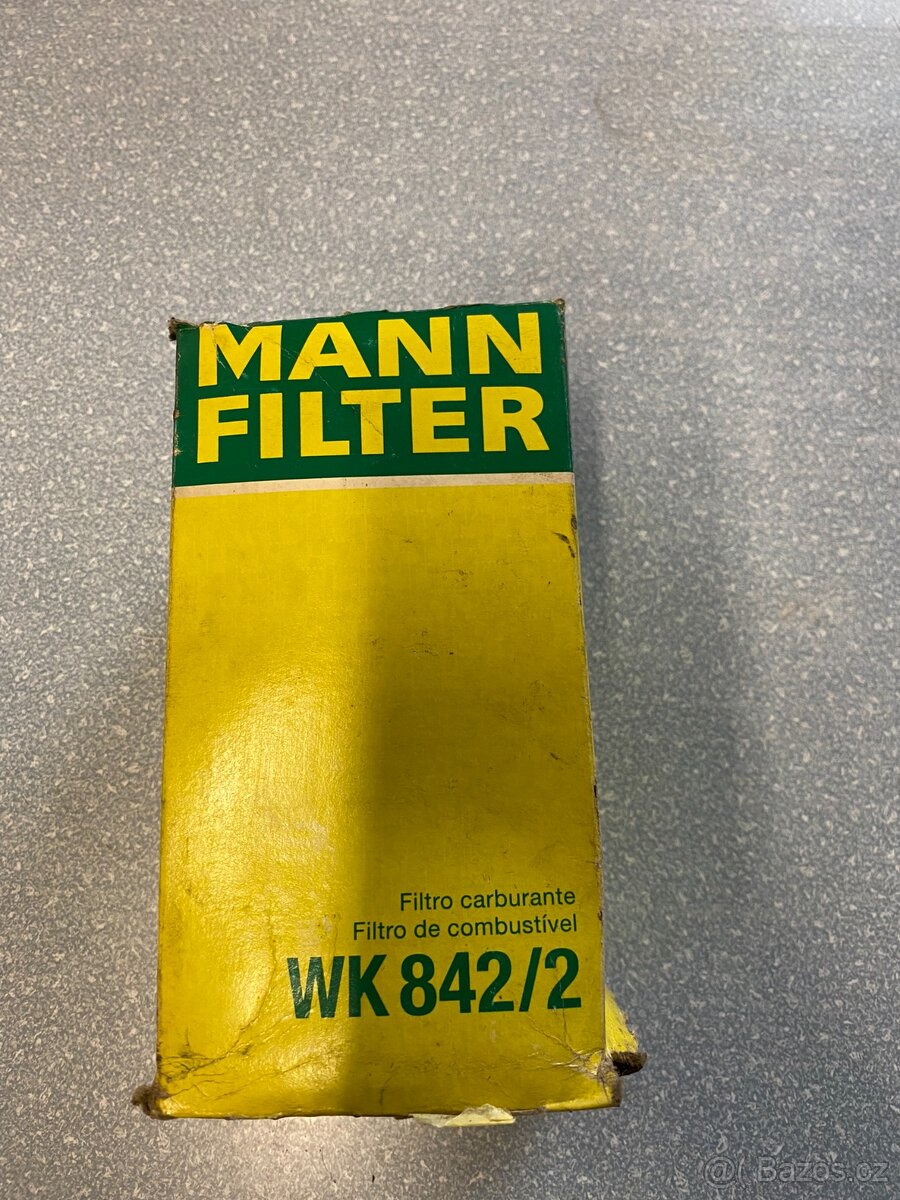 MANN
FILTER
Filtro carburante
Filtro de combustível
WK 842/2
@| Bazos.cz